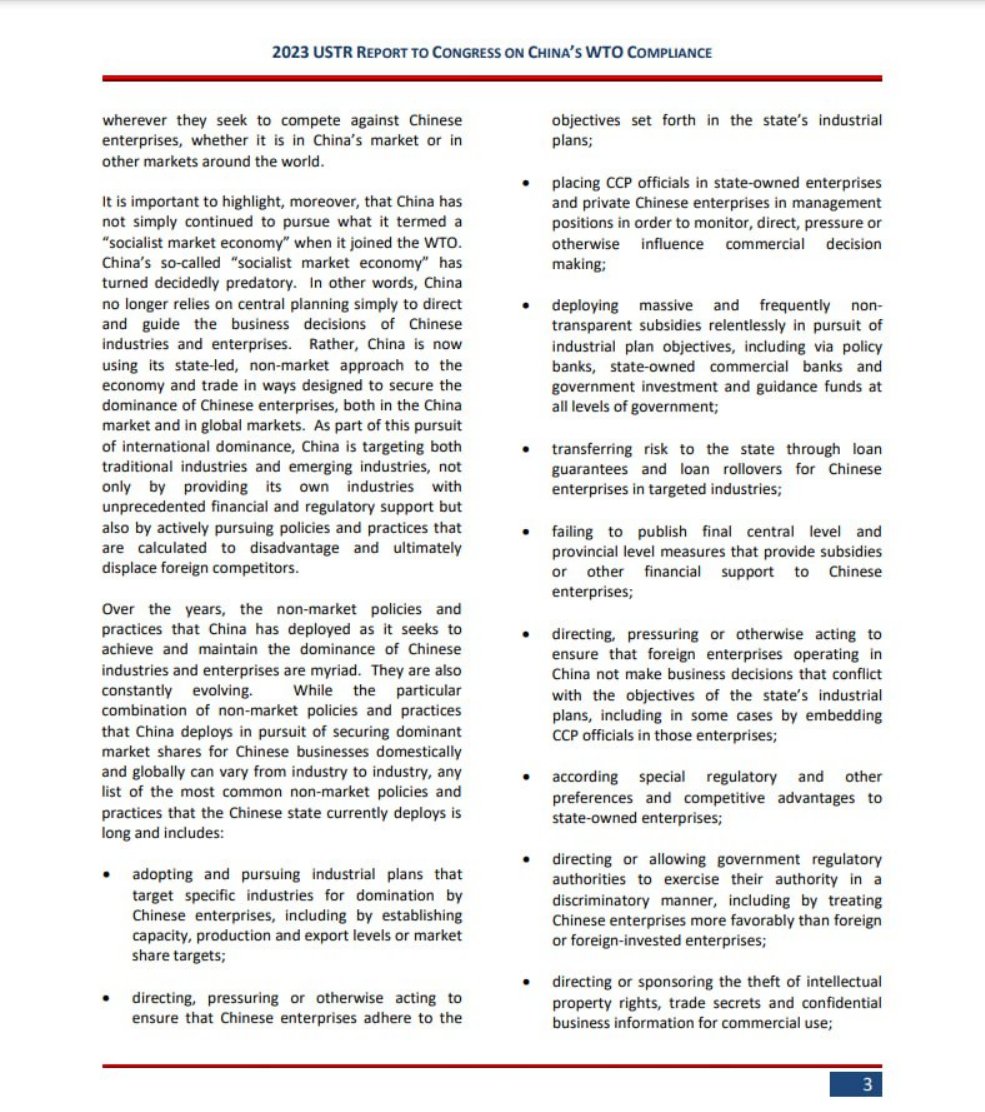 2023 USTR REPORT TO CONGRESS ON CHINA'S WTO COMPLIANCE
wherever they seek to compete against Chinese
enterprises, whether it is in China's market or in
other markets around the world.
It is important to highlight, moreover, that China has
not simply continued to pursue what it termed a
"socialist market economy" when it joined the WTO.
China's so-called "socialist market economy" has
turned decidedly predatory. In other words, China
no longer relies on central planning simply to direct
and guide the business decisions of Chinese
industries and enterprises. Rather, China is now
using its state-led, non-market approach to the
economy and trade in ways designed to secure the
dominance of Chinese enterprises, both in the China
market and in global markets. As part of this pursuit
of international dominance, China is targeting both
traditional industries and emerging industries, not
only by providing its own industries with
unprecedented financial and regulatory support but
also by actively pursuing policies and practices that
are calculated to disadvantage and ultimately
displace foreign competitors.
Over the years, the non-market policies and
practices that China has deployed as it seeks to
achieve and maintain the dominance of Chinese
industries and enterprises are myriad. They are also
constantly evolving. While the particular
combination of non-market policies and practices
that China deploys in pursuit of securing dominant
market shares for Chinese businesses domestically
and globally can vary from industry to industry, any
list of the most common non-market policies and
practices that the Chinese state currently deploys is
long and includes:
• adopting and pursuing industrial plans that
target specific industries for domination by
Chinese enterprises, including by establishing
capacity, production and export levels or market
share targets;
• directing, pressuring or otherwise acting to
ensure that Chinese enterprises adhere to the
objectives set forth in the state's industrial
plans;
• placing CCP officials in state-owned enterprises
and private Chinese enterprises in management
positions in order to monitor, direct, pressure or
otherwise influence commercial decision
making;
• deploying massive and frequently non-
transparent subsidies relentlessly in pursuit of
industrial plan objectives, including via policy
banks, state-owned commercial banks and
government investment and guidance funds at
all levels of government;
• transferring risk to the state through loan
guarantees and loan rollovers for Chinese
enterprises in targeted industries;
• failing to publish final central level and
provincial level measures that provide subsidies
or other financial support to Chinese
enterprises;
• directing, pressuring or otherwise acting to
ensure that foreign enterprises operating in
China not make business decisions that conflict
with the objectives of the state's industrial
plans, including in some cases by embedding
CCP officials in those enterprises;
• according special regulatory and other
preferences and competitive advantages to
state-owned enterprises;
• directing or allowing government regulatory
authorities to exercise their authority in a
discriminatory manner, including by treating
Chinese enterprises more favorably than foreign
or foreign-invested enterprises;
• directing or sponsoring the theft of intellectual
property rights, trade secrets and confidential
business information for commercial use;
3